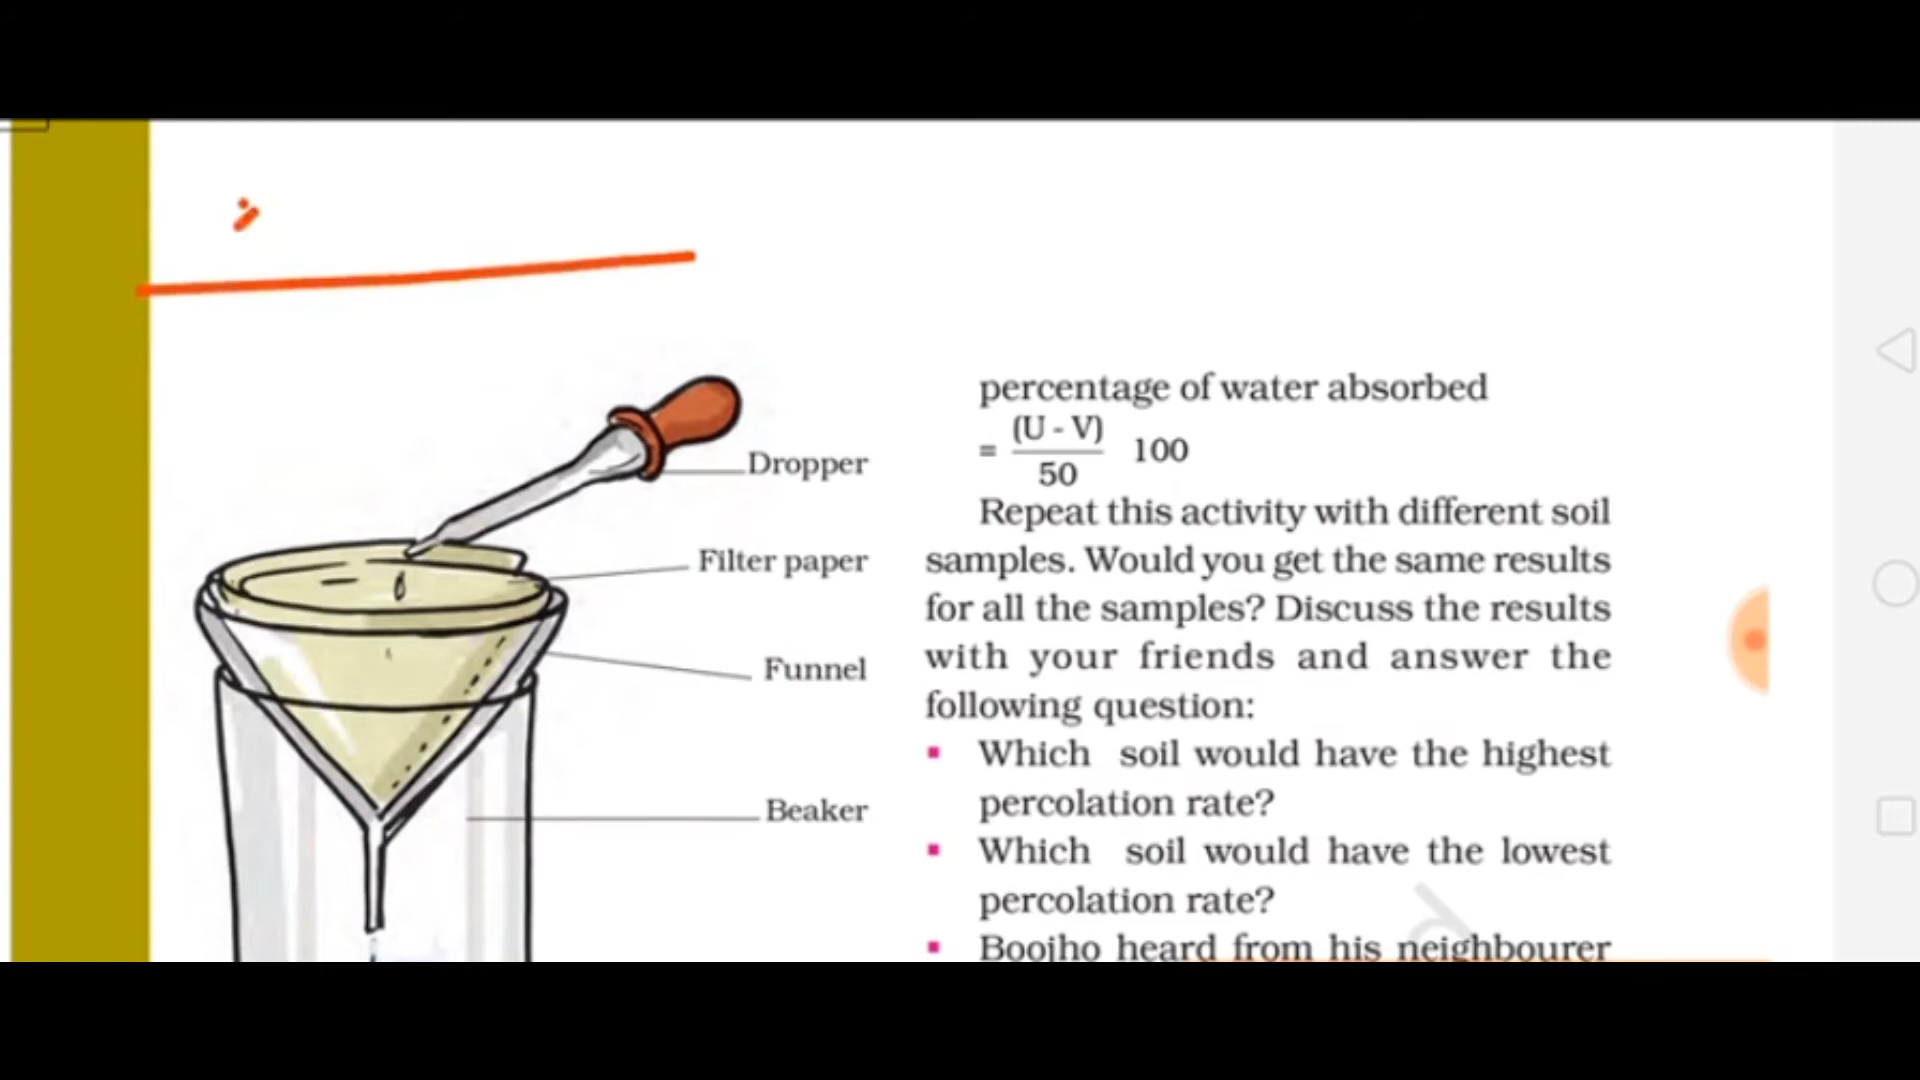 Dropper
Filter paper
Funnel
Beaker
percentage of water absorbed
= (U - V)
50 100
Repeat this activity with different soil
samples. Would you get the same results
for all the samples? Discuss the results
with your friends and answer the
following question:
▪ Which soil would have the highest
percolation rate?
▪ Which soil would have the lowest
percolation rate?
▪ Boojho heard from his neighbourer